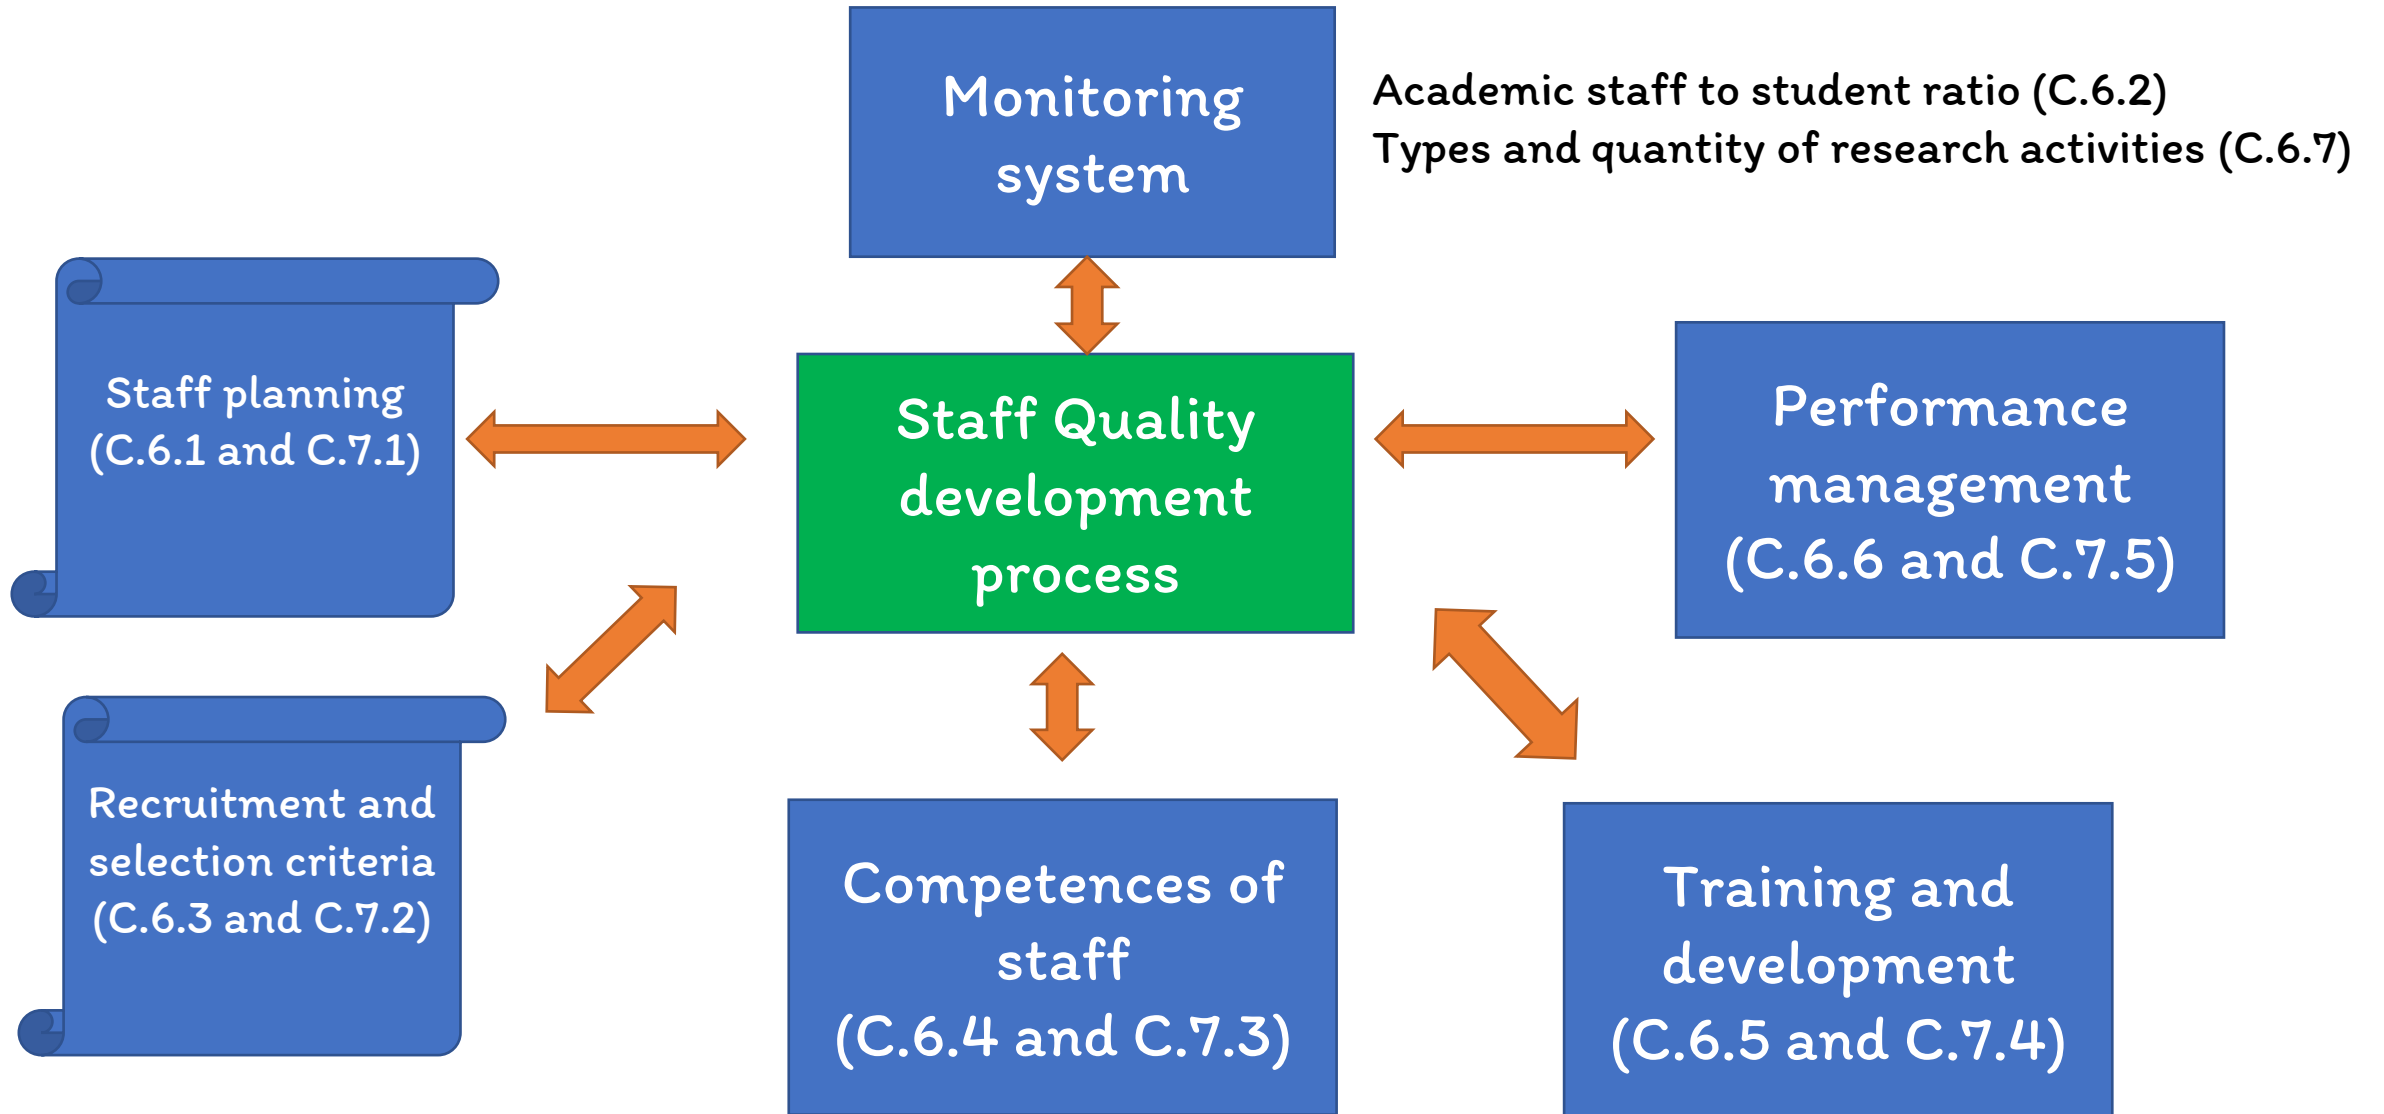 Monitoring
system
Academic staff to student ratio (C.6.2)
Types and quantity of research activities (C.6.7)
Staff planning
(C.6.1 and C.7.1)
Staff Quality
development
process
Performance
management
(C.6.6 and C.7.5)
Recruitment and
selection criteria
(C.6.3 and C.7.2)
Competences of
staff
(C.6.4 and C.7.3)
Training and
development
(C.6.5 and C.7.4)